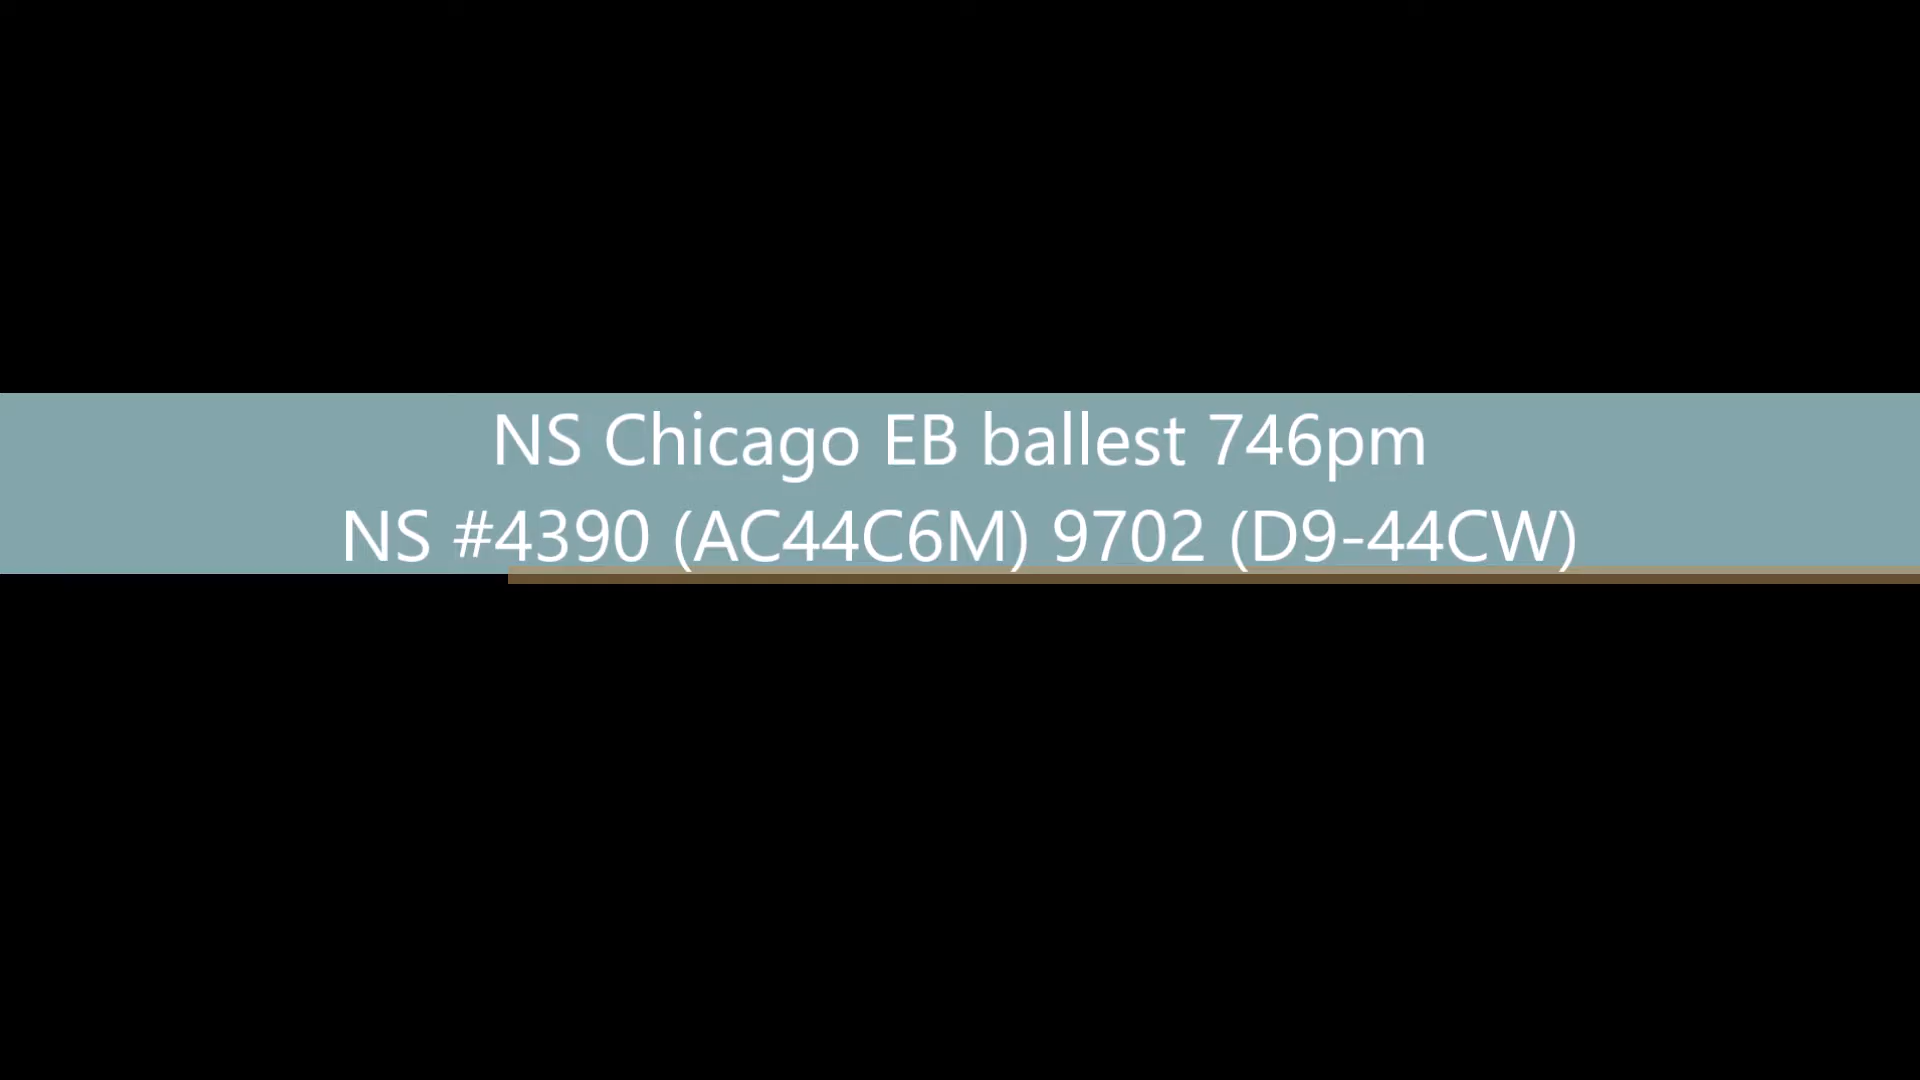 NS Chicago EB ballest 746pm
NS #4390 (AC44C6M) 9702 (D9-44CW)